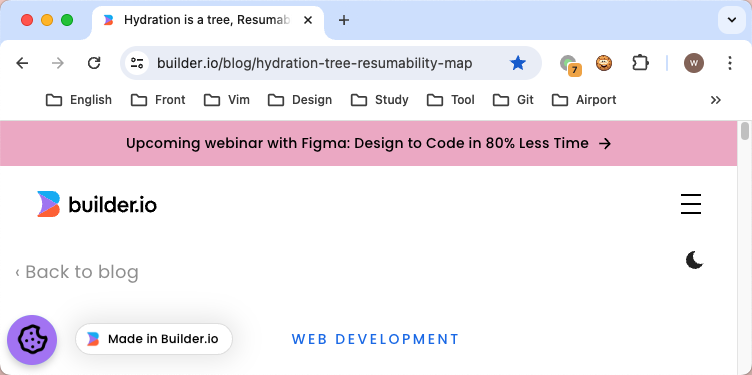 Hydration is a tree, Resumab
builder.io/blog/hydration-tree-resumability-map
7
W
English
Front
Vim
Design
Study
Tool
Git
Airport
Upcoming webinar with Figma: Design to Code in 80% Less Time →
builder.io
‹ Back to blog
Made in Builder.io
WEB DEVELOPMENT